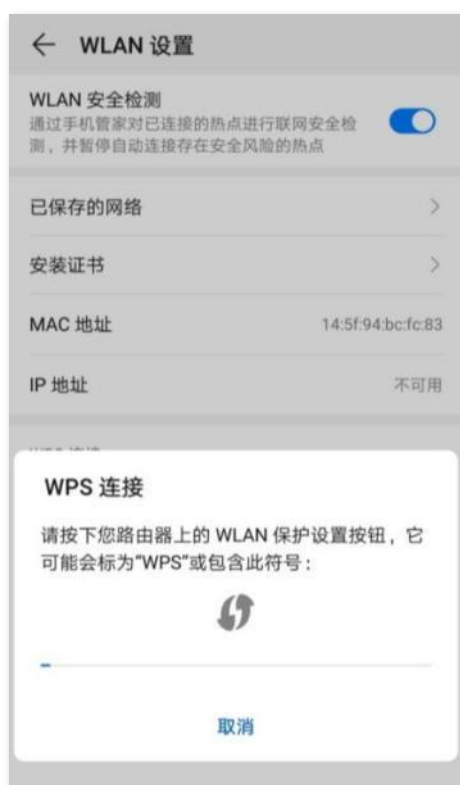 WLAN 设置
WLAN 安全检测
通过手机管家对已连接的热点进行联网安全检
测，并暂停自动连接存在安全风险的热点
已保存的网络
安装证书
MAC 地址 14:5f:94:bc:fc:83
IP 地址 不可用
WPS 连接
请按下您路由器上的 WLAN 保护设置按钮，它
可能会标为“WPS”或包含此符号：
取消